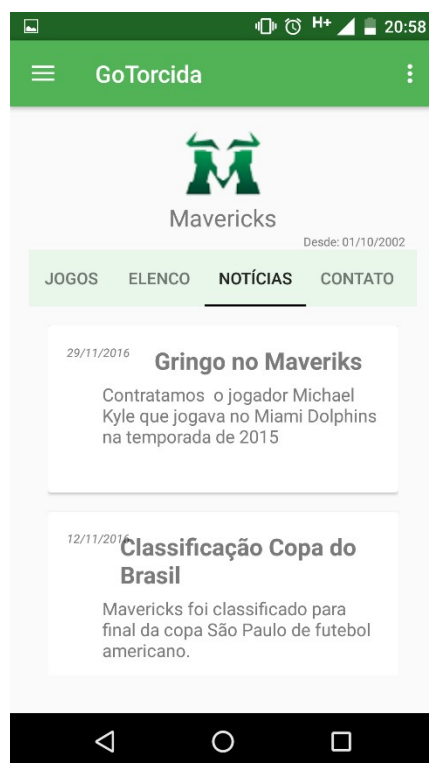 H+ 20:58
GoTorcida
M
Mavericks
Desde: 01/10/2002
JOGOS ELENCO NOTÍCIAS CONTATO
29/11/2016 Gringo no Maveriks
Contratamos o jogador Michael
Kyle que jogava no Miami Dolphins
na temporada de 2015
12/11/2016 Classificação Copa do
Brasil
Mavericks foi classificado para
final da copa São Paulo de futebol
americano.